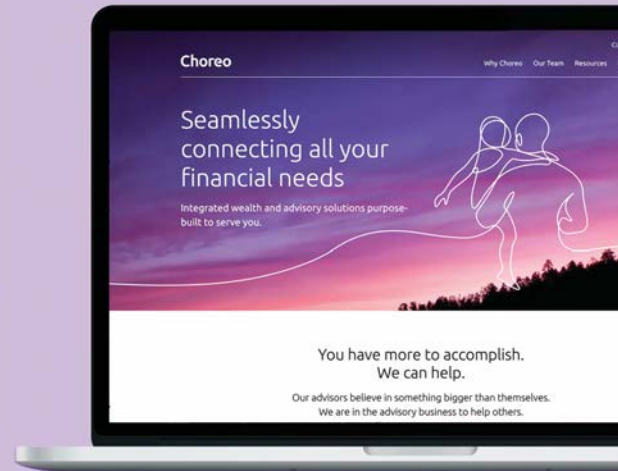 Choreo
Why Choreo Our Team Resources
Seamlessly
connecting all your
financial needs
Integrated wealth and advisory solutions purpose-
built to serve you.
You have more to accomplish.
We can help.
Our advisors believe in something bigger than themselves.
We are in the advisory business to help others.